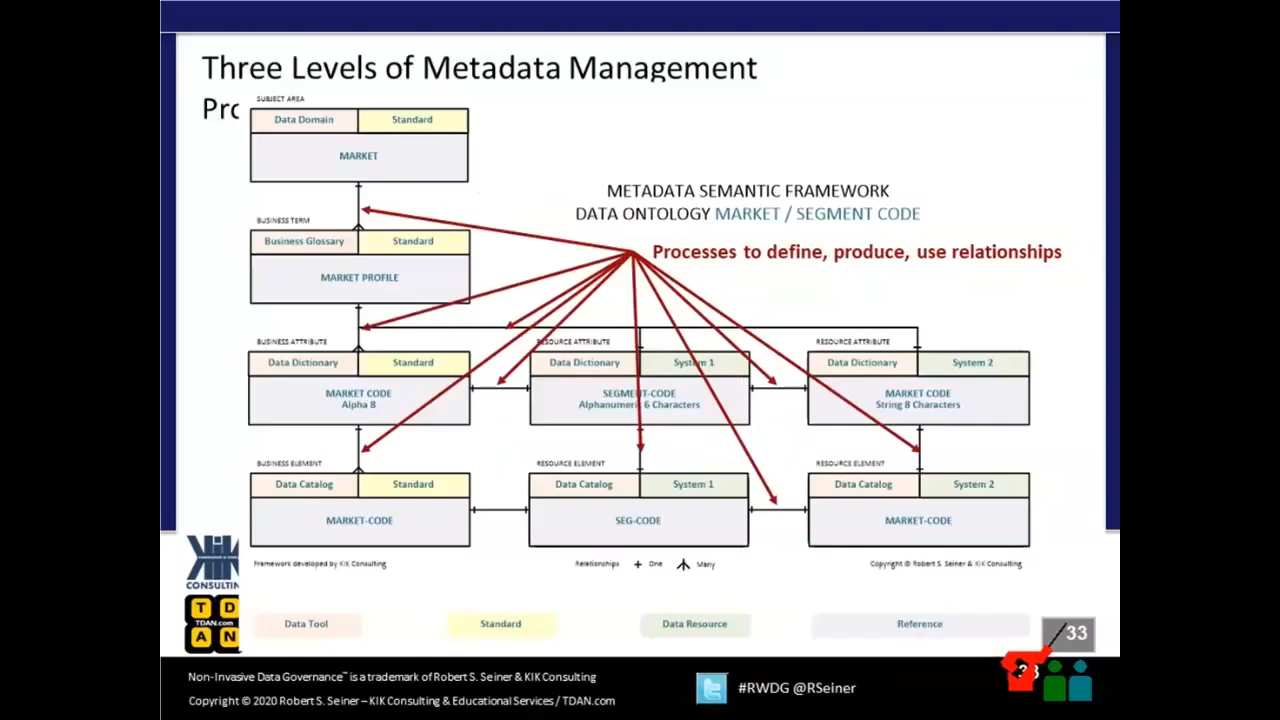 Three Levels of Metadata Management
Pro
SUBJECT AREA
Data Domain Standard
MARKET
METADATA SEMANTIC FRAMEWORK
DATA ONTOLOGY MARKET / SEGMENT CODE
BUSINESS TERM
Business Glossary Standard
Processes to define, produce, use relationships
MARKET PROFILE
BUSINESS ATTRIBUTE RESOURCE ATTRIBUTE RESOURCE ATTRIBUTE
Data Dictionary Standard Data Dictionary System 1 Data Dictionary System 2
MARKET CODE SEGMENT-CODE MARKET CODE
Alpha 8 Alphanumeric 6 Characters String 8 Characters
BUSINESS ELEMENT RESOURCE ELEMENT RESOURCE ELEMENT
Data Catalog Standard Data Catalog System 1 Data Catalog System 2
MARKET-CODE SEG-CODE MARKET-CODE
Framework developed by KIK Consulting Relationships One Many Copyright © Robert S. Seiner & KIK Consulting
KIK
CONSULTIN
TD
TDAN.com
AN
Data Tool Standard Data Resource Reference
33
Non-Invasive Data Governance™ is a trademark of Robert S. Seiner & KIK Consulting
#RWDG @RSeiner
Copyright © 2020 Robert S. Seiner – KIK Consulting & Educational Services / TDAN.com